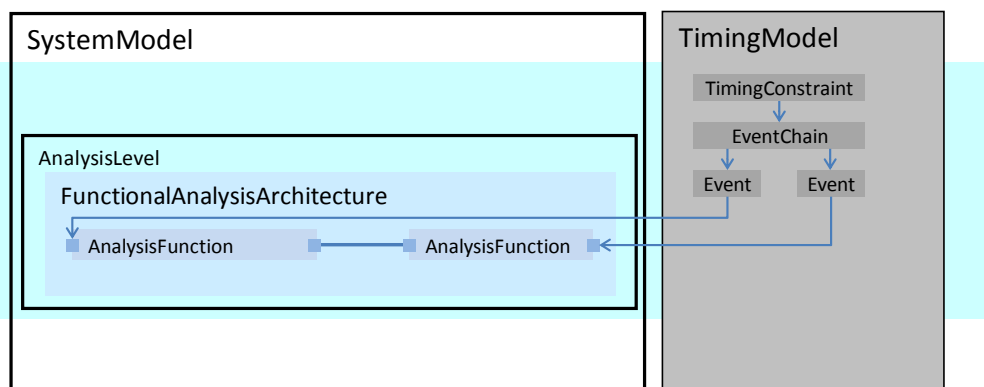 SystemModel
TimingModel
TimingConstraint
EventChain
AnalysisLevel
Event
Event
FunctionalAnalysisArchitecture
AnalysisFunction
AnalysisFunction